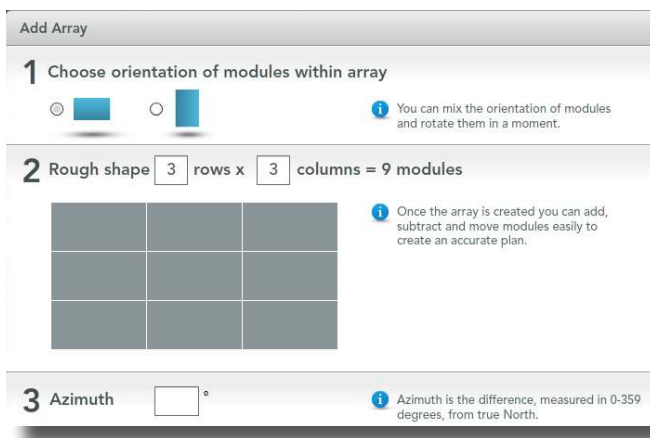 Add Array
1 Choose orientation of modules within array
You can mix the orientation of modules
and rotate them in a moment.
2 Rough shape 3 rows x 3 columns = 9 modules
Once the array is created you can add,
subtract and move modules easily to
create an accurate plan.
3 Azimuth °
Azimuth is the difference, measured in 0-359
degrees, from true North.